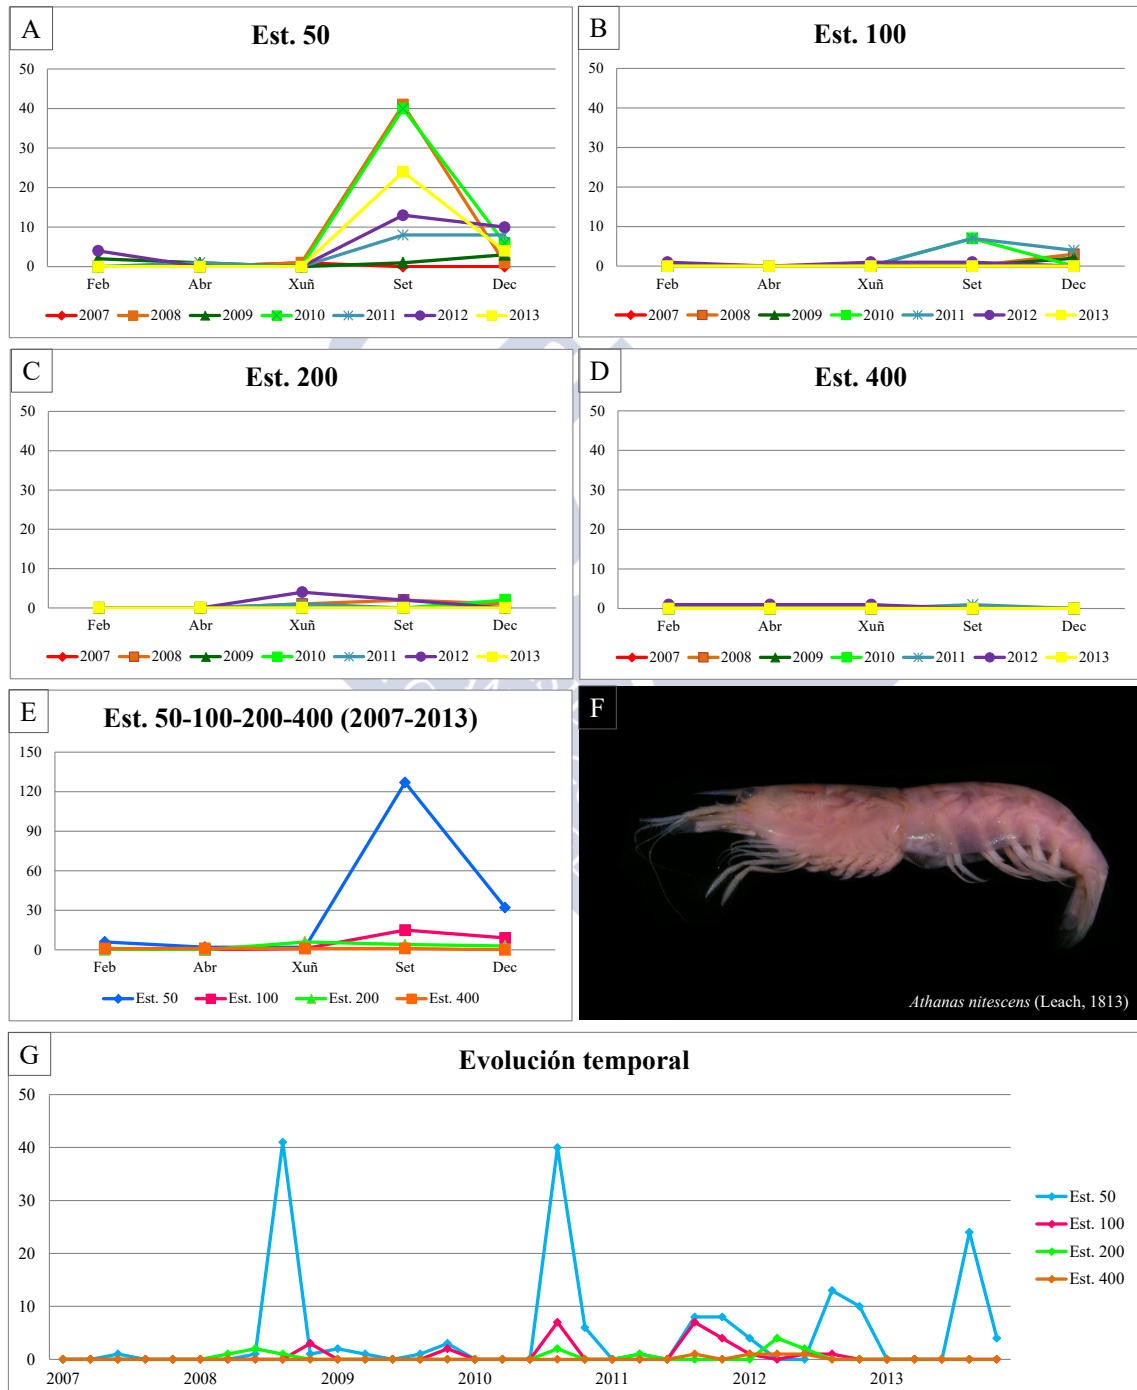 A
Est. 50
50
40
30
20
10
0
Feb Abr Xuñ Set Dec
2007 2008 2009 2010 2011 2012 2013
B
Est. 100
50
40
30
20
10
0
Feb Abr Xuñ Set Dec
2007 2008 2009 2010 2011 2012 2013
C
Est. 200
50
40
30
20
10
0
Feb Abr Xuñ Set Dec
2007 2008 2009 2010 2011 2012 2013
D
Est. 400
50
40
30
20
10
0
Feb Abr Xuñ Set Dec
2007 2008 2009 2010 2011 2012 2013
E
Est. 50-100-200-400 (2007-2013)
150
120
90
60
30
0
Feb Abr Xuñ Set Dec
Est. 50 Est. 100 Est. 200 Est. 400
F
Athanas nitescens (Leach, 1813)
G
Evolución temporal
50
40
30
20
10
0
2007 2008 2009 2010 2011 2012 2013
Est. 50
Est. 100
Est. 200
Est. 400